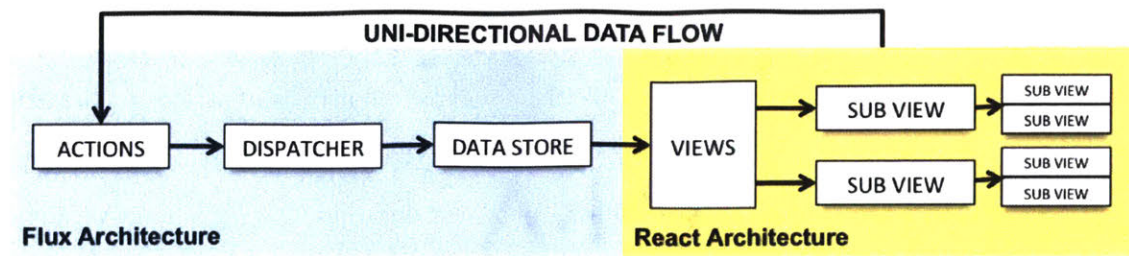 UNI-DIRECTIONAL DATA FLOW
ACTIONS
DISPATCHER
DATA STORE
VIEWS
SUB VIEW
SUB VIEW
SUB VIEW
SUB VIEW
SUB VIEW
SUB VIEW
Flux Architecture
React Architecture